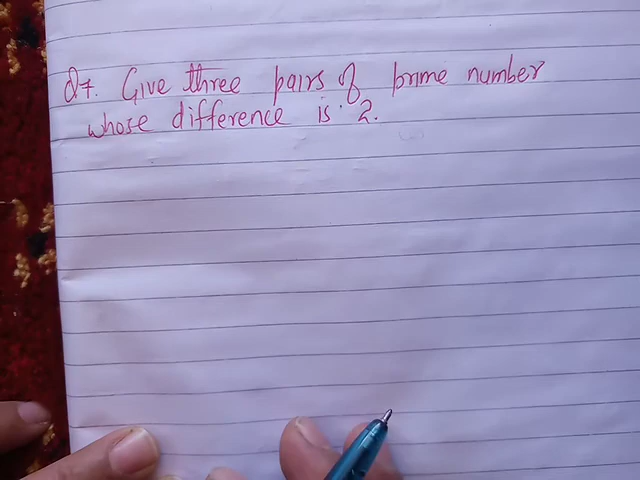 Q7. Give three pairs of prime number
whose difference is 2.